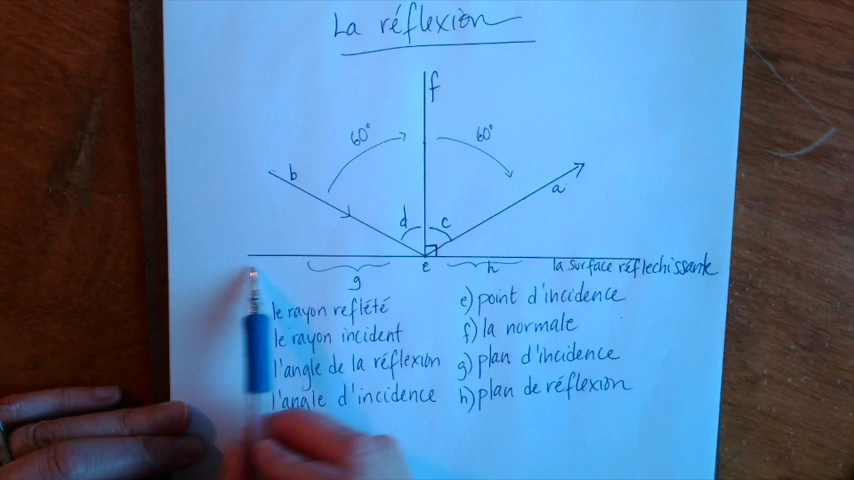 La réflexion
f
60° 60°
b
a
d c
e
g
h
la surface réflechissante
le rayon reflété
le rayon incident
l'angle de la réflexion
l'angle d'incidence
e) point d'incidence
f) la normale
g) plan d'incidence
h) plan de réflexion